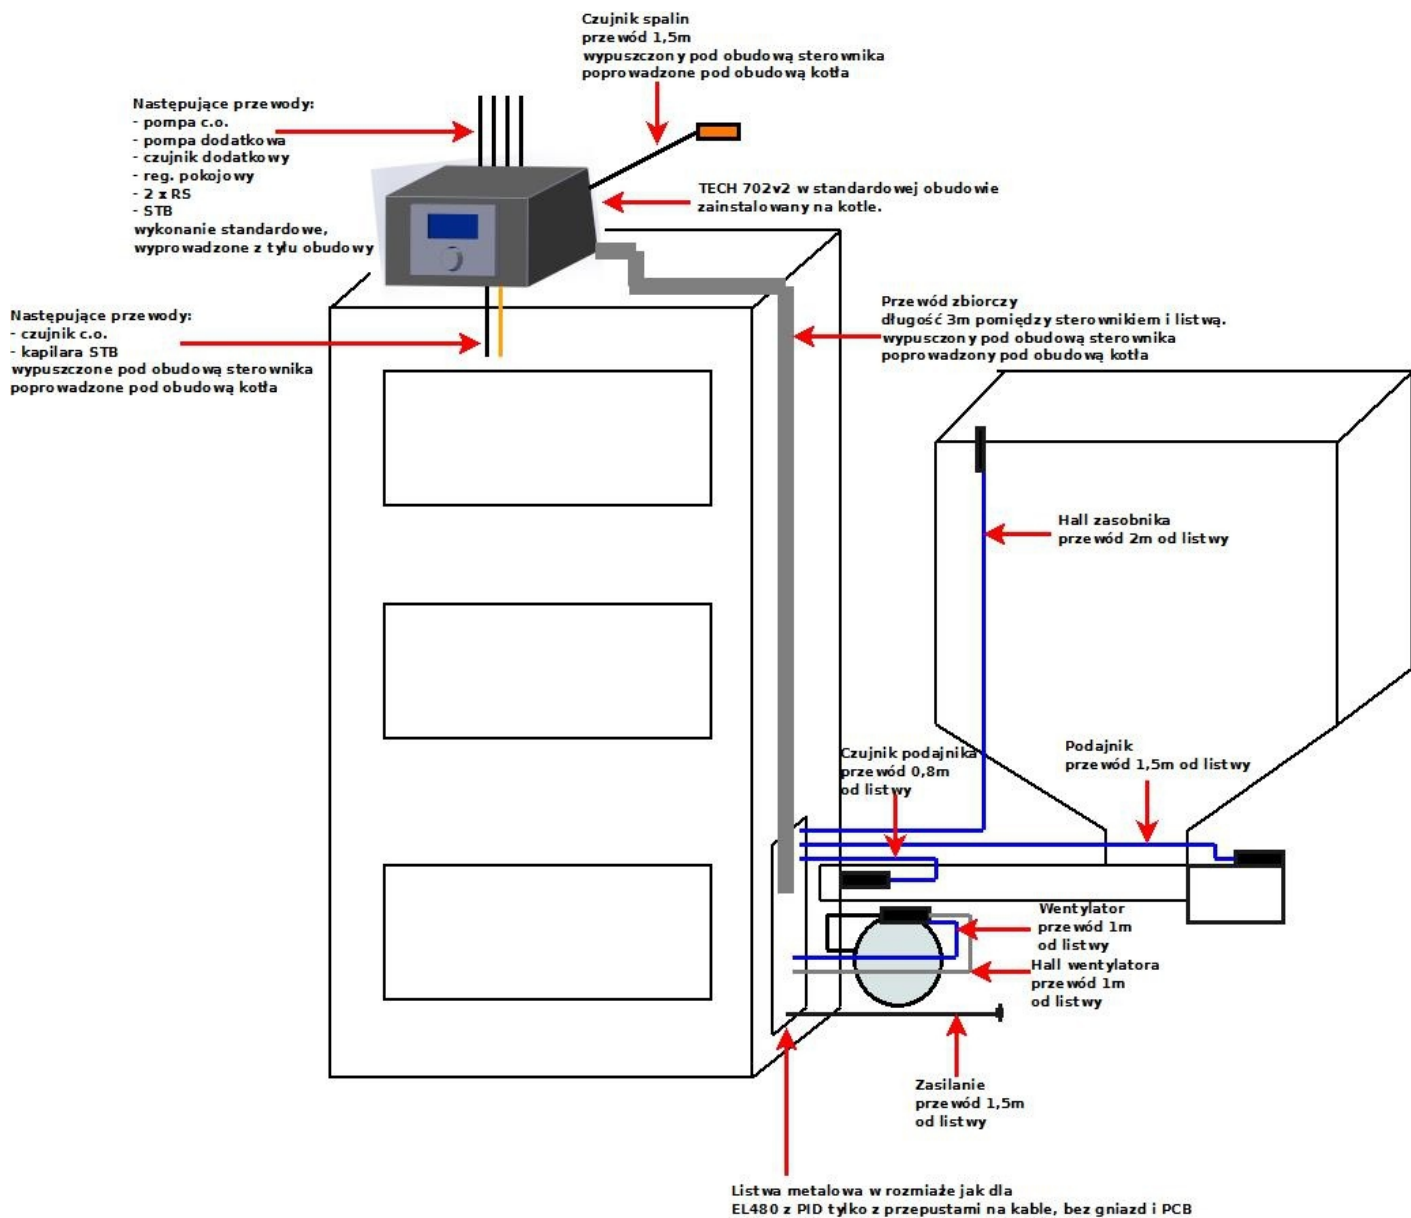 Czujnik spalin
przewód 1,5m
wypuszczony pod obudową sterownika
poprowadzone pod obudową kotła
Następujące przewody:
- pompa c.o.
- pompa dodatkowa
- czujnik dodatkowy
- reg. pokojowy
- 2 x RS
- STB
wykonanie standardowe,
wyprowadzone z tyłu obudowy
TECH 702v2 w standardowej obudowie
zainstalowany na kotle.
Następujące przewody:
- czujnik c.o.
- kapilara STB
wypuszczone pod obudową sterownika
poprowadzone pod obudową kotła
Przewód zbiorczy
długość 3m pomiędzy sterownikiem i listwą.
wypusczony pod obudową sterownika
poprowadzony pod obudową kotła
Hall zasobnika
przewód 2m od listwy
Czujnik podajnika
przewód 0,8m
od listwy
Podajnik
przewód 1,5m od listwy
Wentylator
przewód 1m
od listwy
Hall wentylatora
przewód 1m
od listwy
Zasilanie
przewód 1,5m
od listwy
Listwa metalowa w rozmiaże jak dla
EL480 z PID tylko z przepustami na kable, bez gniazd i PCB